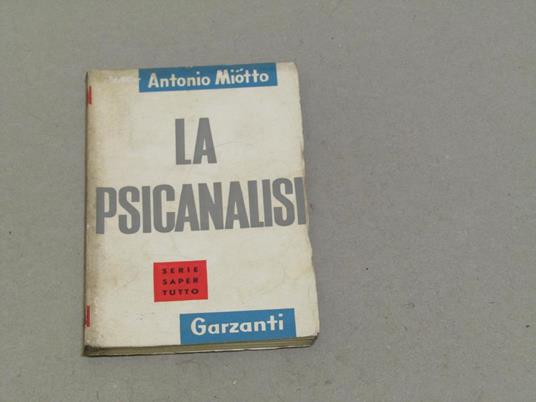 Antonio Miotto
LA
PSICANALISI
SERIE
SAPER
TUTTO
Garzanti